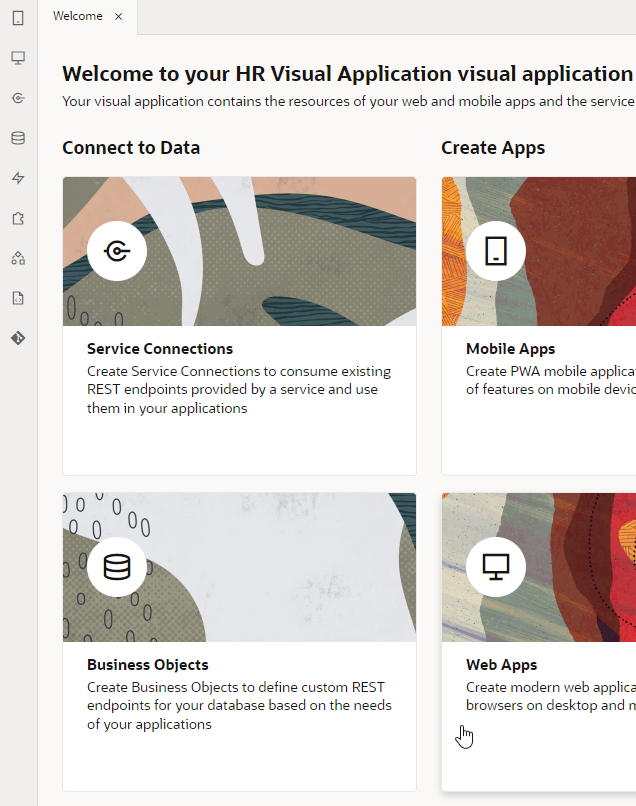 Welcome ×
Welcome to your HR Visual Application visual application
Your visual application contains the resources of your web and mobile apps and the service
Connect to Data
Create Apps
Service Connections
Create Service Connections to consume existing
REST endpoints provided by a service and use
them in your applications
Mobile Apps
Create PWA mobile applica
of features on mobile devic
Business Objects
Create Business Objects to define custom REST
endpoints for your database based on the needs
of your applications
Web Apps
Create modern web applica
browsers on desktop and m